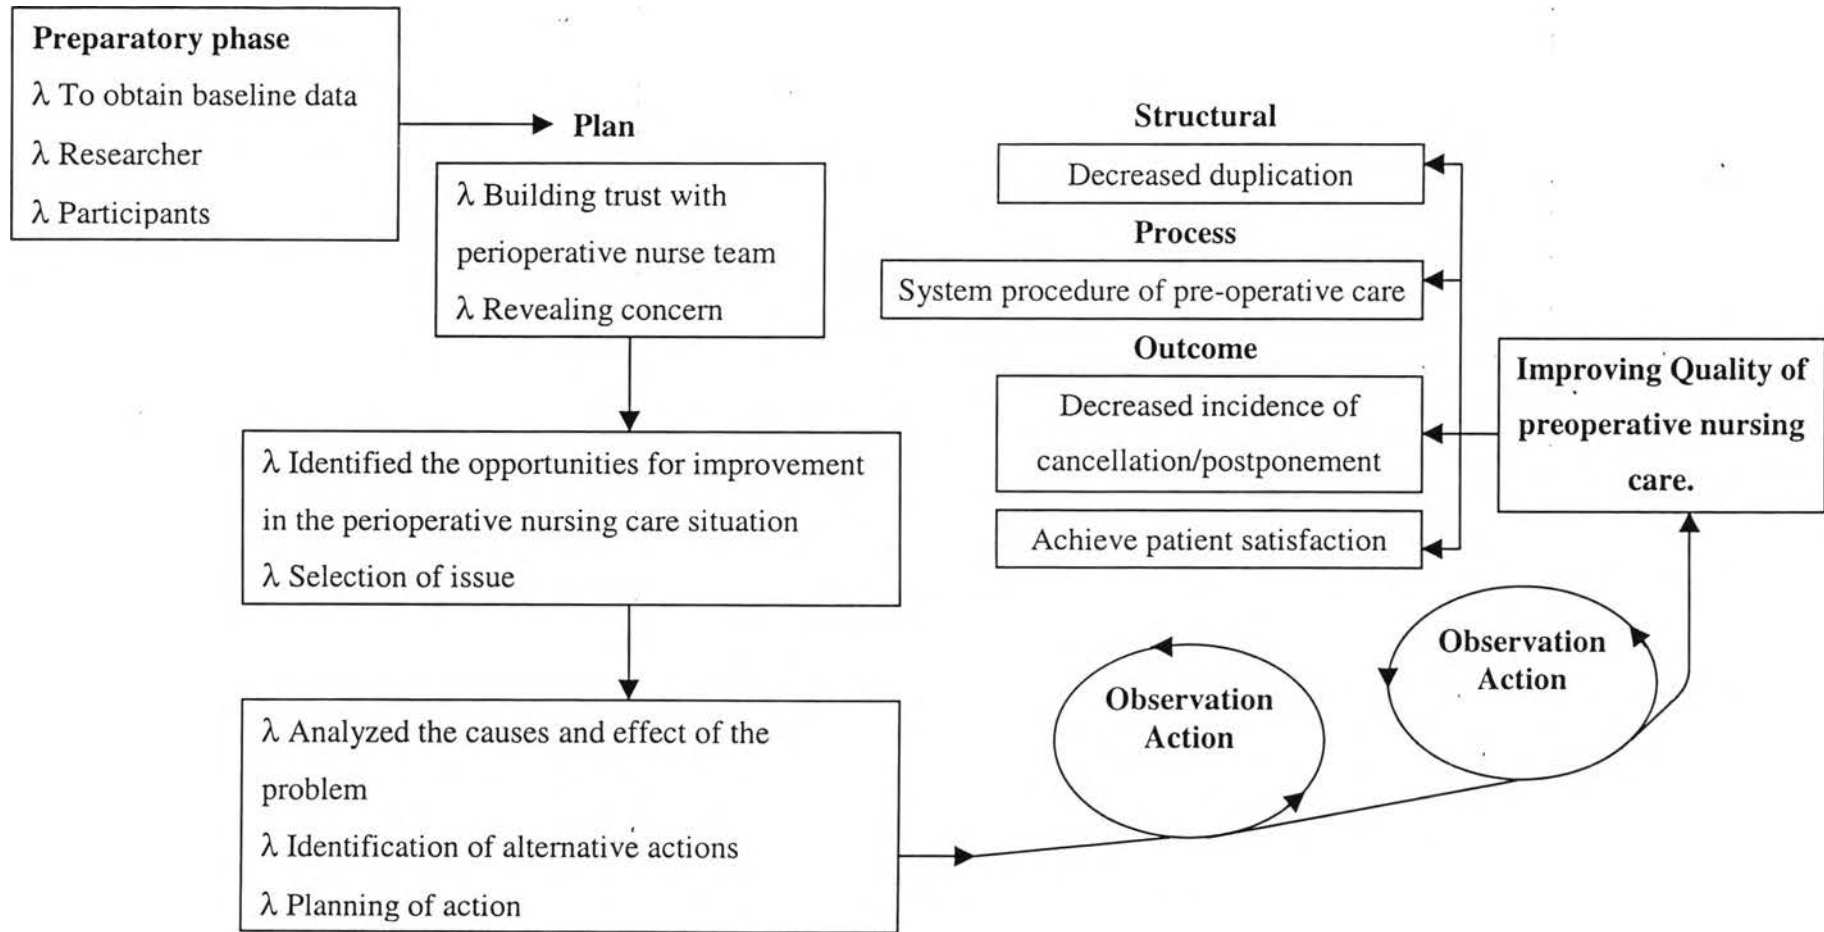 Preparatory phase
λ To obtain baseline data
λ Researcher
λ Participants
Plan
λ Building trust with
perioperative nurse team
λ Revealing concern
λ Identified the opportunities for improvement
in the perioperative nursing care situation
λ Selection of issue
λ Analyzed the causes and effect of the
problem
λ Identification of alternative actions
λ Planning of action
Observation
Action
Observation
Action
Improving Quality of
preoperative nursing
care.
Structural
Decreased duplication
Process
System procedure of pre-operative care
Outcome
Decreased incidence of
cancellation/postponement
Achieve patient satisfaction